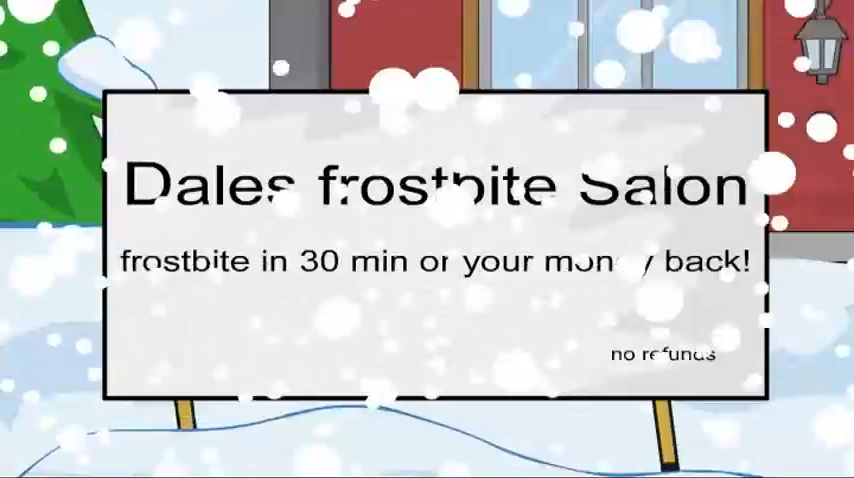 Dales frostbite Salon
frostbite in 30 min or your money back!
no refunds